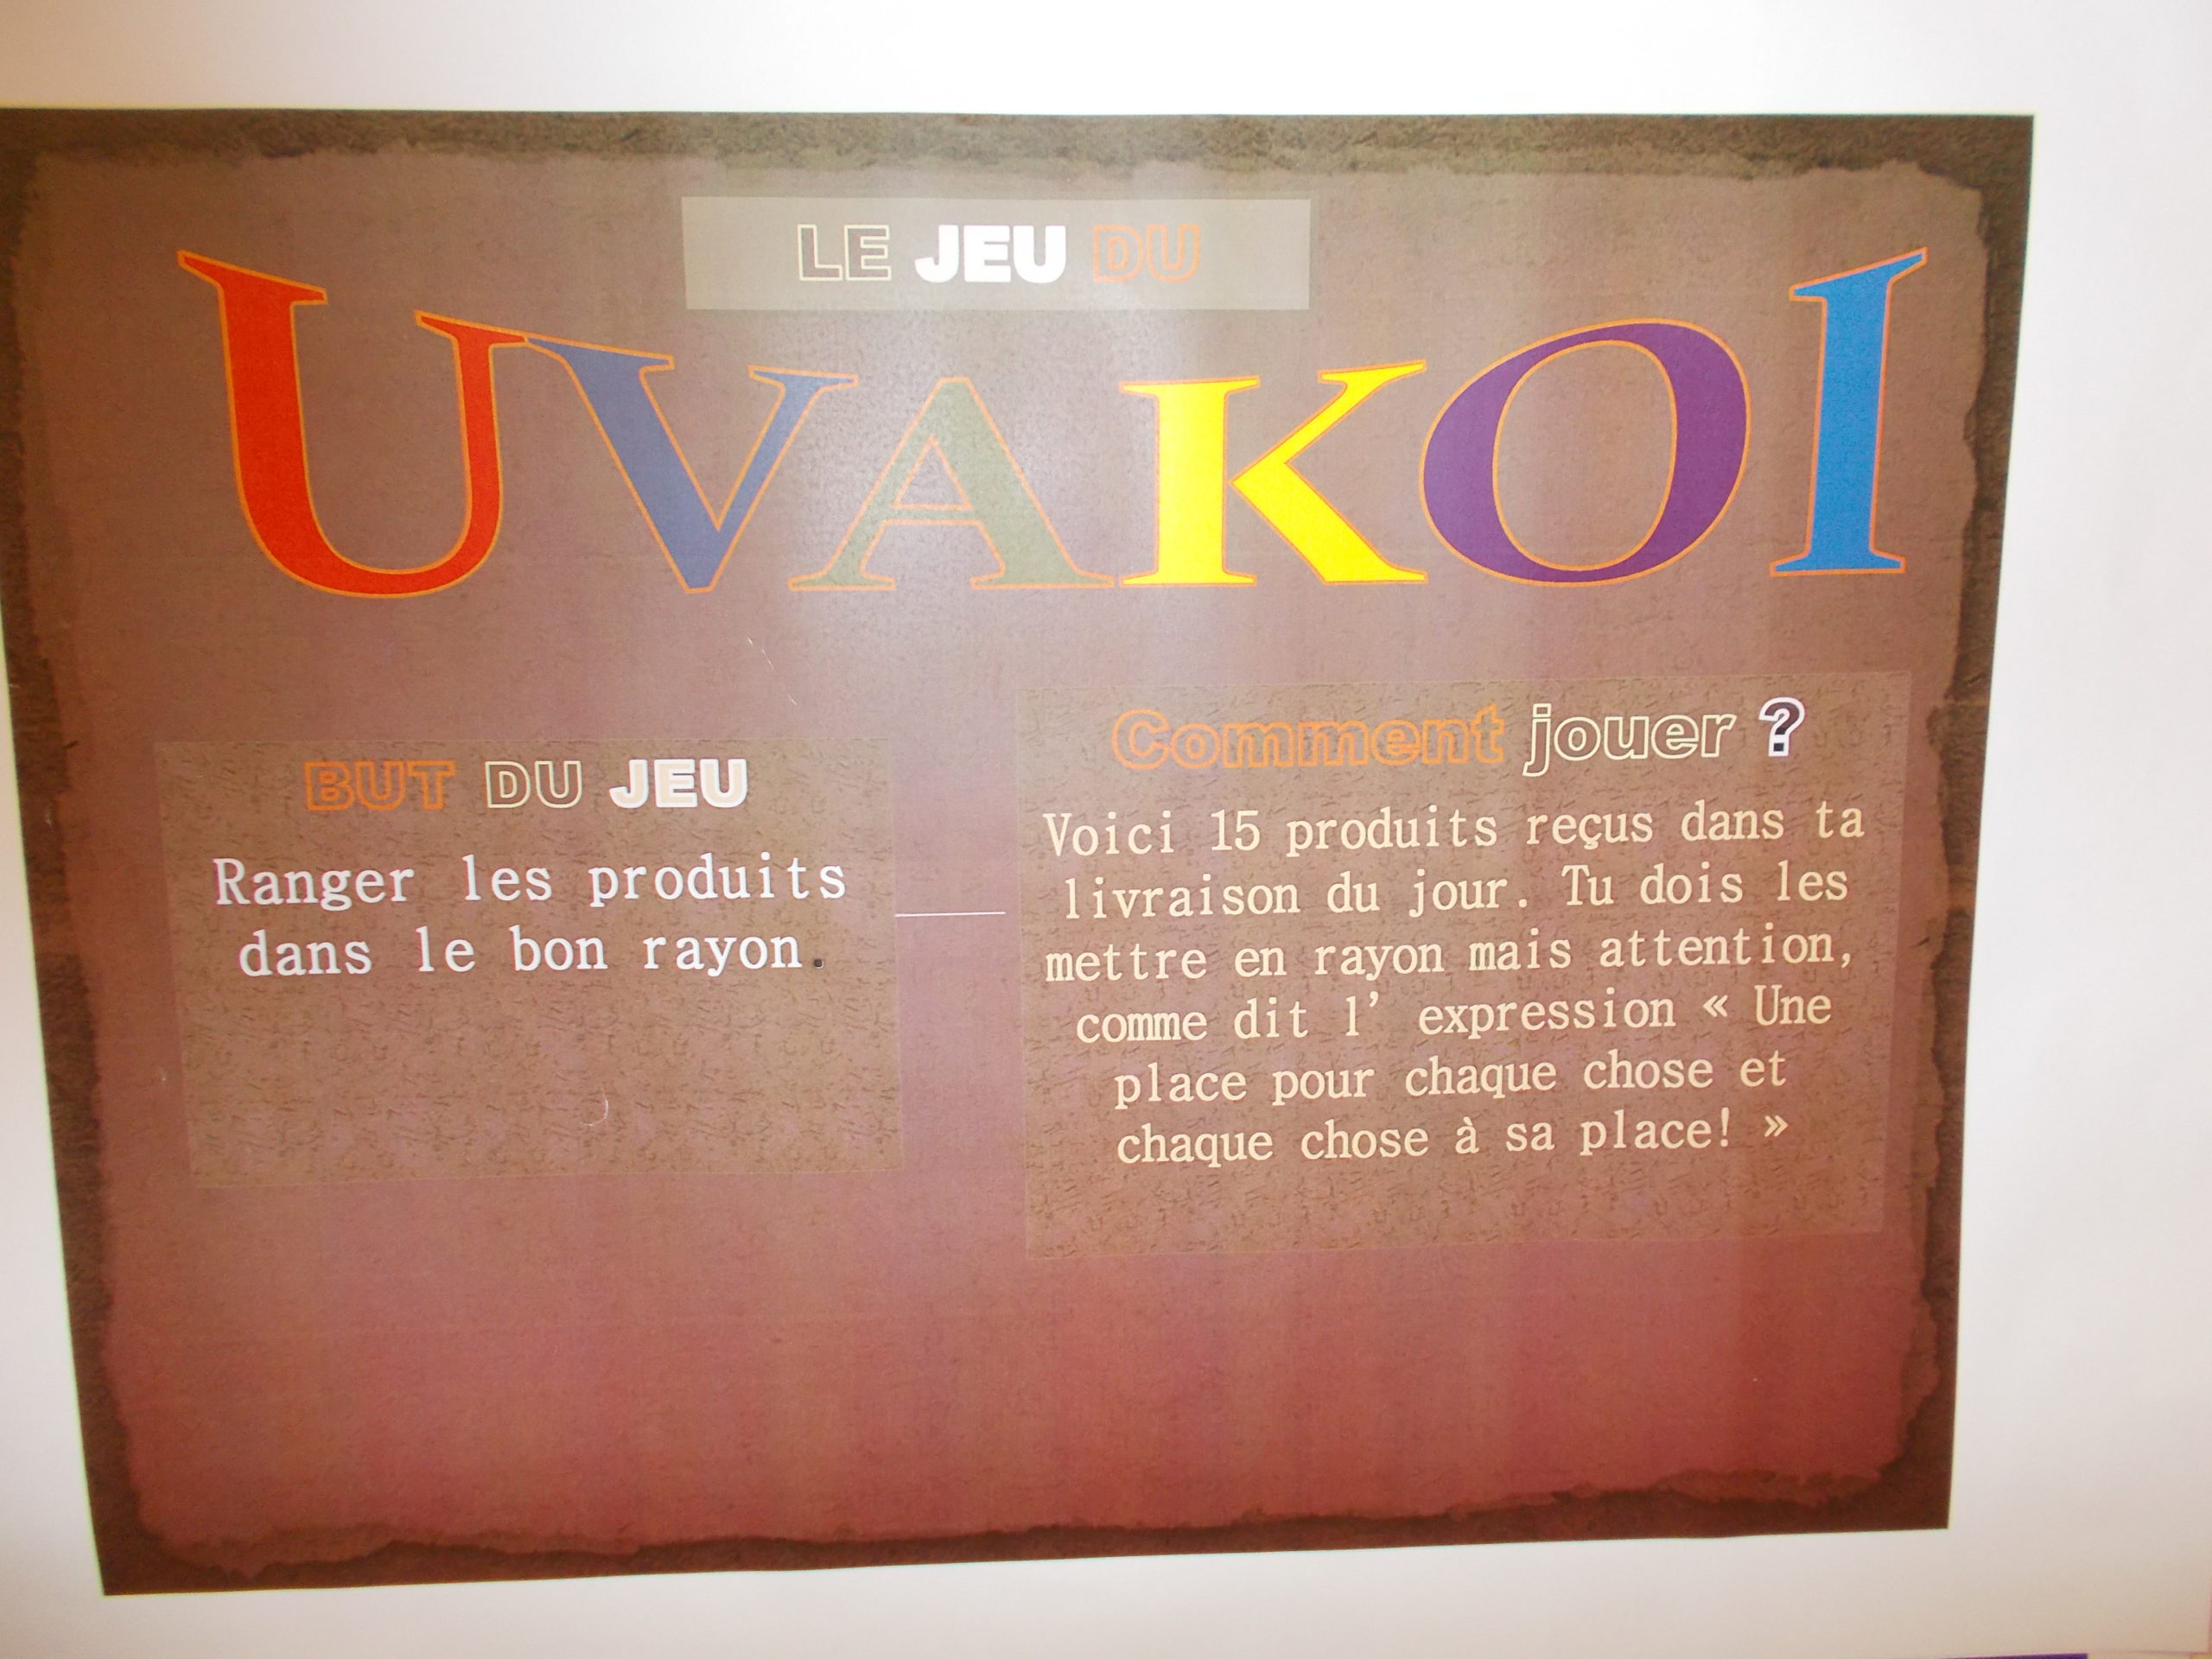 LE JEU DU
UVAKOI
BUT DU JEU
Ranger les produits
dans le bon rayon.
Comment jouer ?
Voici 15 produits reçus dans ta
livraison du jour. Tu dois les
mettre en rayon mais attention,
comme dit l’ expression « Une
place pour chaque chose et
chaque chose à sa place! »